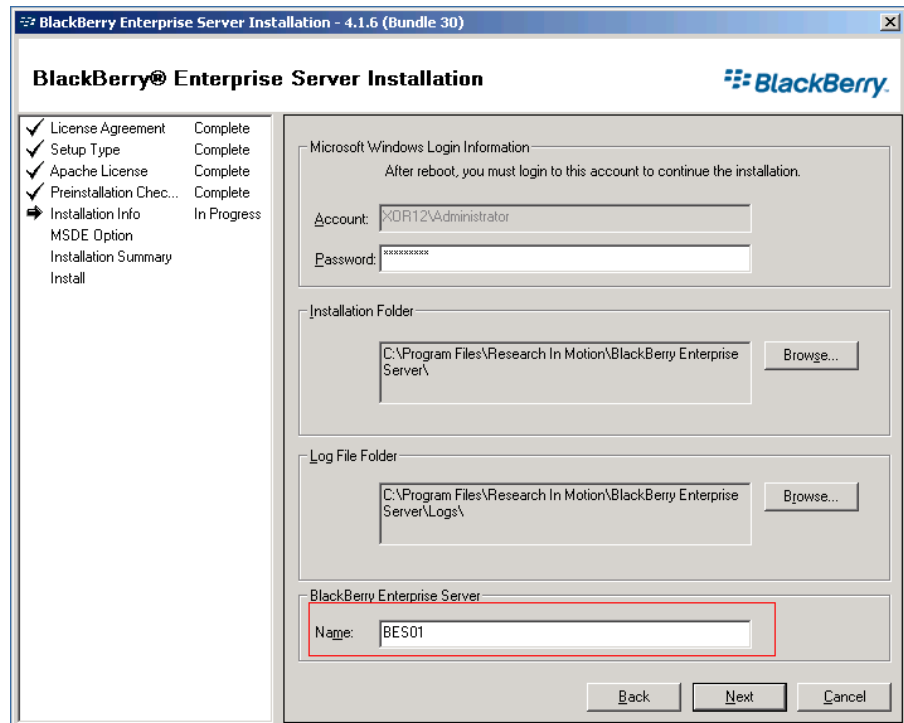 BlackBerry Enterprise Server Installation - 4.1.6 (Bundle 30)
BlackBerry® Enterprise Server Installation
BlackBerry.
License Agreement Complete
Setup Type Complete
Apache License Complete
Preinstallation Chec... Complete
Installation Info In Progress
MSDE Option
Installation Summary
Install
Microsoft Windows Login Information
After reboot, you must login to this account to continue the installation.
Account: XOR12\Administrator
Password: *********
Installation Folder
C:\Program Files\Research In Motion\BlackBerry Enterprise
Server\
Browse...
Log File Folder
C:\Program Files\Research In Motion\BlackBerry Enterprise
Server\Logs\
Browse...
BlackBerry Enterprise Server
Name: BES01
Back Next Cancel